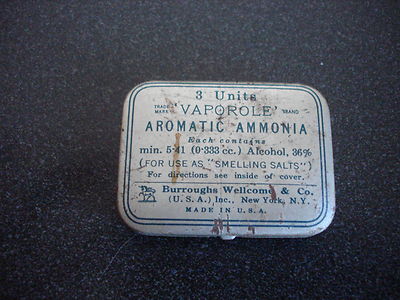 3 Units
TRADE MARK 'VAPOROLE' BRAND
AROMATIC AMMONIA
Each contains
min. 5·41 (0·333 cc.) Alcohol, 36%
(FOR USE AS "SMELLING SALTS")
For directions see inside of cover.
Burroughs Wellcome & Co.
(U. S. A.) Inc., New York, N.Y.
MADE IN U.S.A.